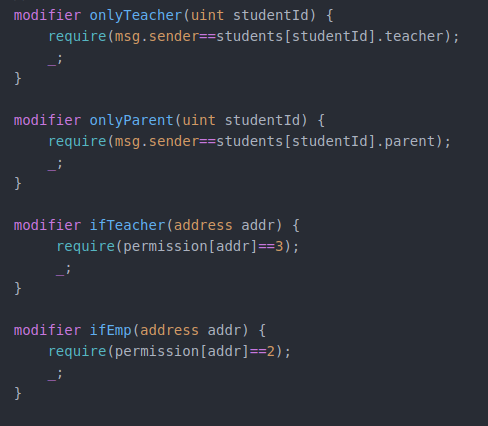 modifier onlyTeacher(uint studentId) {
    require(msg.sender==students[studentId].teacher);
    _;
}

modifier onlyParent(uint studentId) {
    require(msg.sender==students[studentId].parent);
    _;
}

modifier ifTeacher(address addr) {
     require(permission[addr]==3);
     _;
}

modifier ifEmp(address addr) {
    require(permission[addr]==2);
    _;
}